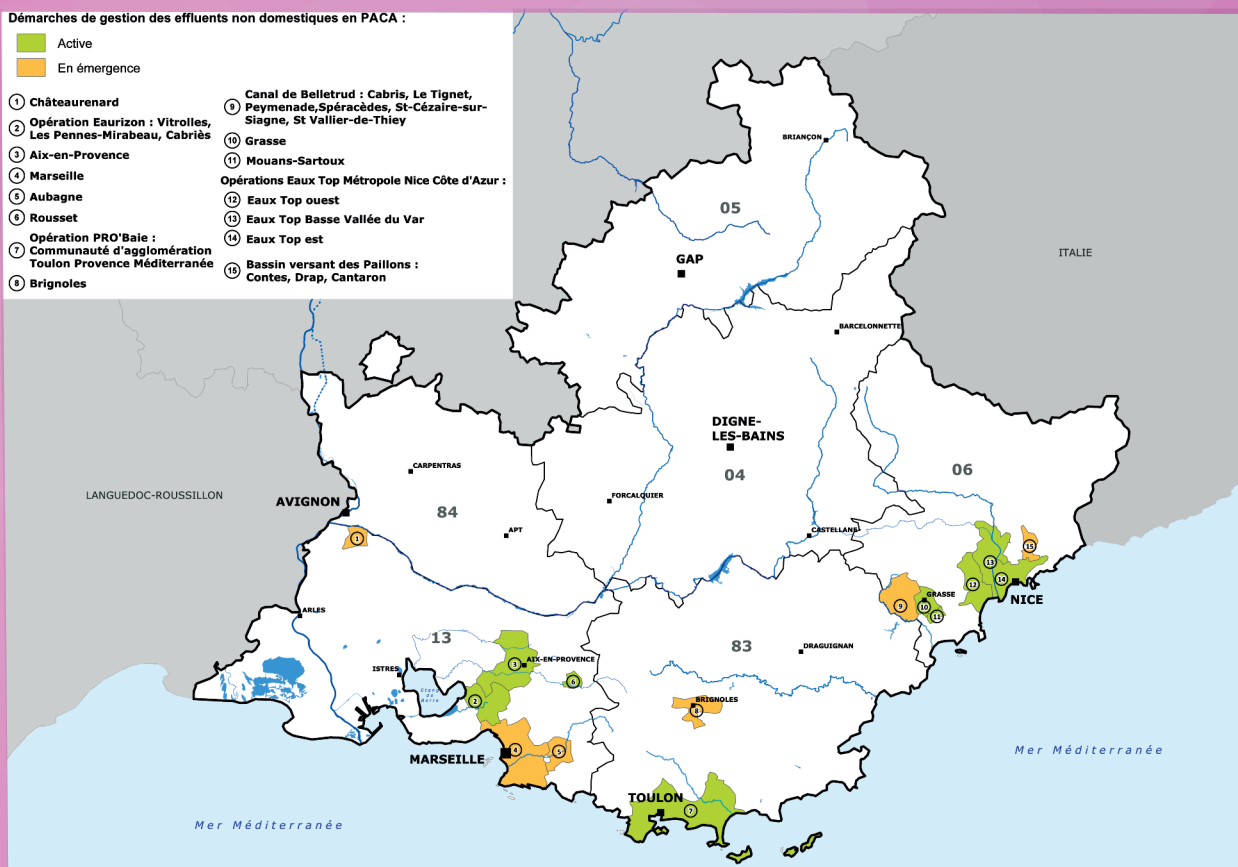 Démarches de gestion des effluents non domestiques en PACA :
Active
En émergence
1 Châteaurenard
2 Opération Eaurizon : Vitrolles,
Les Pennes-Mirabeau, Cabriès
3 Aix-en-Provence
4 Marseille
5 Aubagne
6 Rousset
7 Opération PRO'Baie :
Communauté d'agglomération
Toulon Provence Méditerranée
8 Brignoles
9 Canal de Belletrud : Cabris, Le Tignet,
Peymenade,Spéracèdes, St-Cézaire-sur-
Siagne, St Vallier-de-Thiey
10 Grasse
11 Mouans-Sartoux
Opérations Eaux Top Métropole Nice Côte d'Azur :
12 Eaux Top ouest
13 Eaux Top Basse Vallée du Var
14 Eaux Top est
15 Bassin versant des Paillons :
Contes, Drap, Cantaron
BRIANÇON
05
ITALIE
GAP
BARCELONNETTE
DIGNE-
LES-BAINS
CARPENTRAS
06
04
LANGUEDOC-ROUSSILLON
FORCALQUIER
AVIGNON
84
APT
CASTELLANE
1
15
13
12
14
NICE
GRASSE
9
10
11
ARLES
13
83
DRAGUIGNAN
AIX-EN-PROVENCE
3
ISTRES
6
Etang
de
Berre
2
BRIGNOLES
8
4
5
MARSEILLE
Mer Méditerranée
TOULON
7
Mer Méditerranée